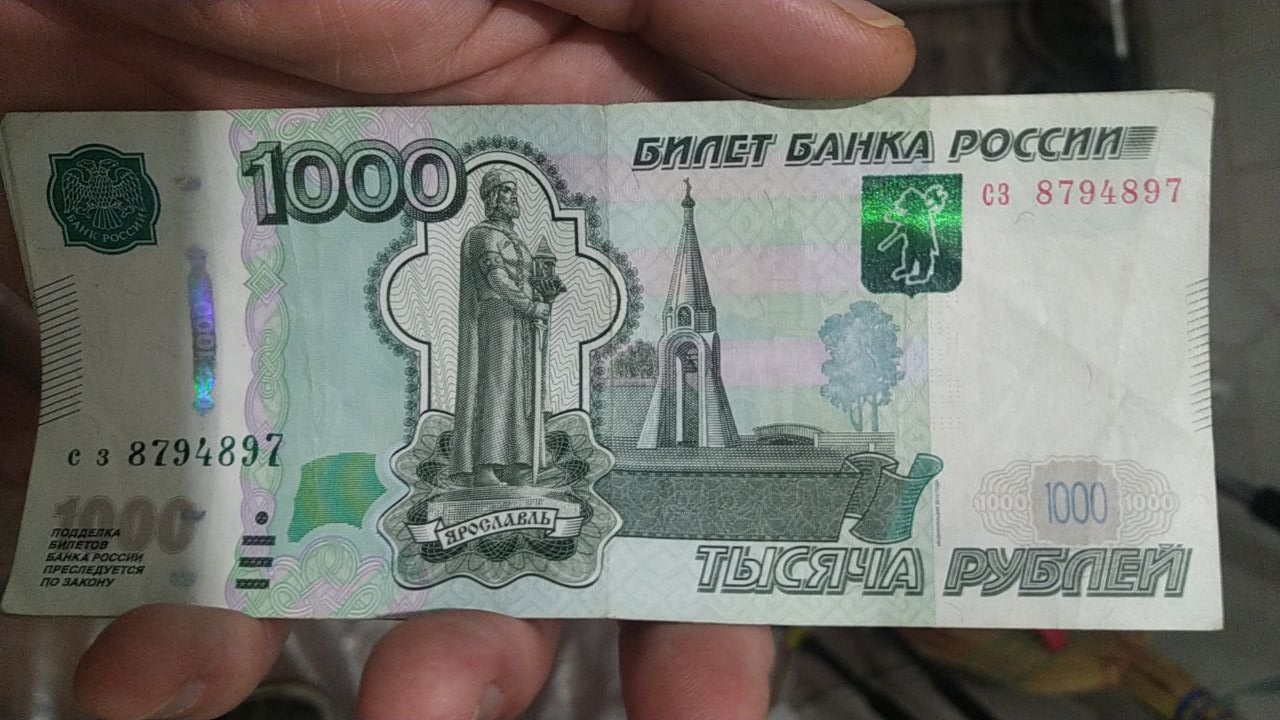 БАНК РОССИИ
1000
БИЛЕТ БАНКА РОССИИ
сз 8794897
1000
сз 8794897
1000
ПОДДЕЛКА
БИЛЕТОВ
БАНКА РОССИИ
ПРЕСЛЕДУЕТСЯ
ПО ЗАКОНУ
ЯРОСЛАВЛЬ
1000 1000 1000
ТЫСЯЧА РУБЛЕЙ